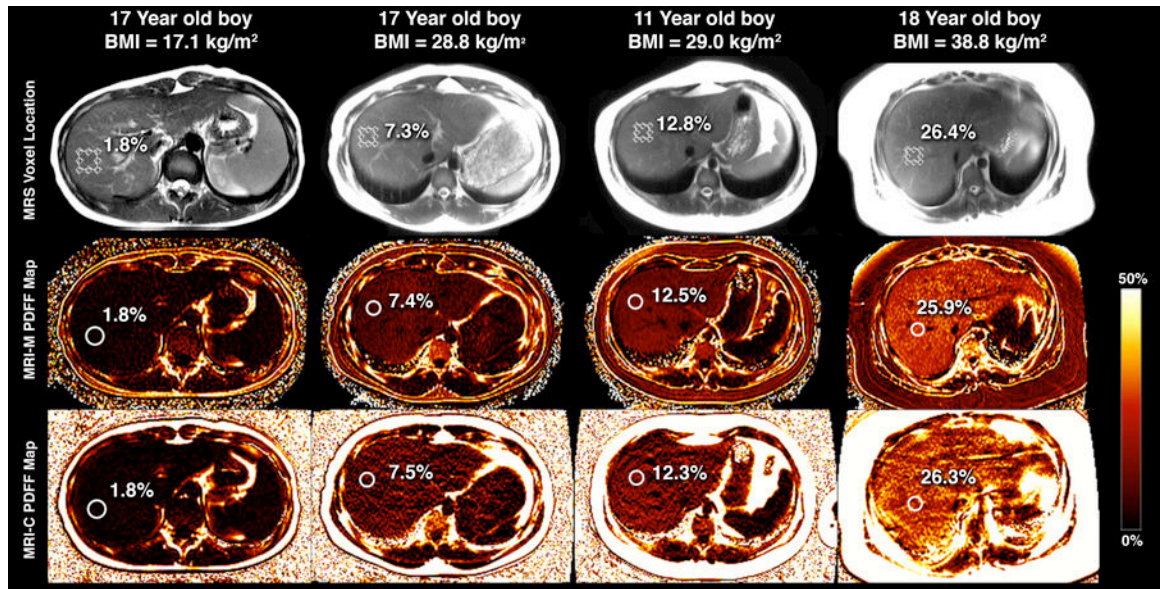 17 Year old boy
BMI = 17.1 kg/m²
17 Year old boy
BMI = 28.8 kg/m²
11 Year old boy
BMI = 29.0 kg/m²
18 Year old boy
BMI = 38.8 kg/m²
MRS Voxel Location
1.8%
7.3%
12.8%
26.4%
MRI-M PDFF Map
1.8%
7.4%
12.5%
25.9%
50%
0%
MRI-C PDFF Map
1.8%
7.5%
12.3%
26.3%